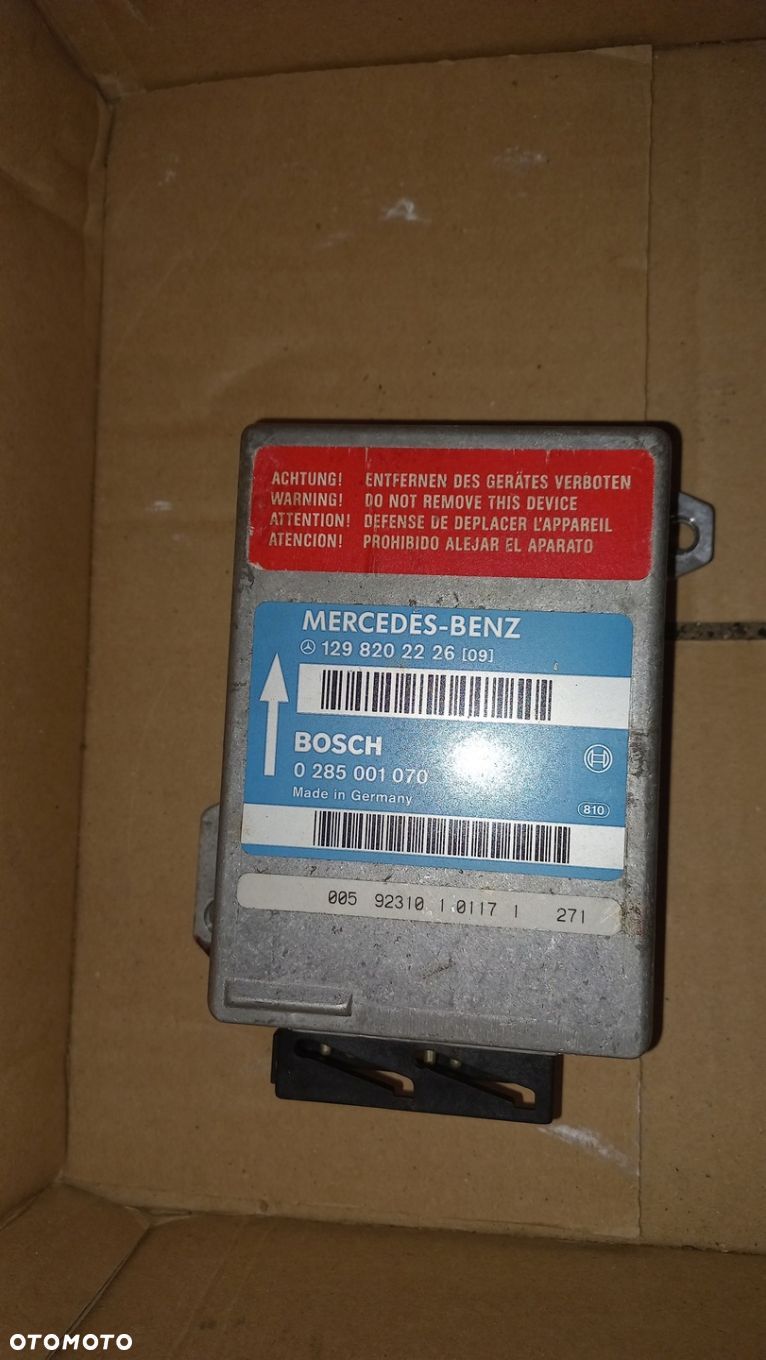 ACHTUNG! ENTFERNEN DES GERÄTES VERBOTEN
WARNING! DO NOT REMOVE THIS DEVICE
ATTENTION! DEFENSE DE DEPLACER L'APPAREIL
ATENCION! PROHIBIDO ALEJAR EL APARATO
MERCEDES-BENZ
129 820 22 26 [09]
BOSCH
0 285 001 070
Made in Germany
810
005 92310 1 0117 1 271
OTOMOTO